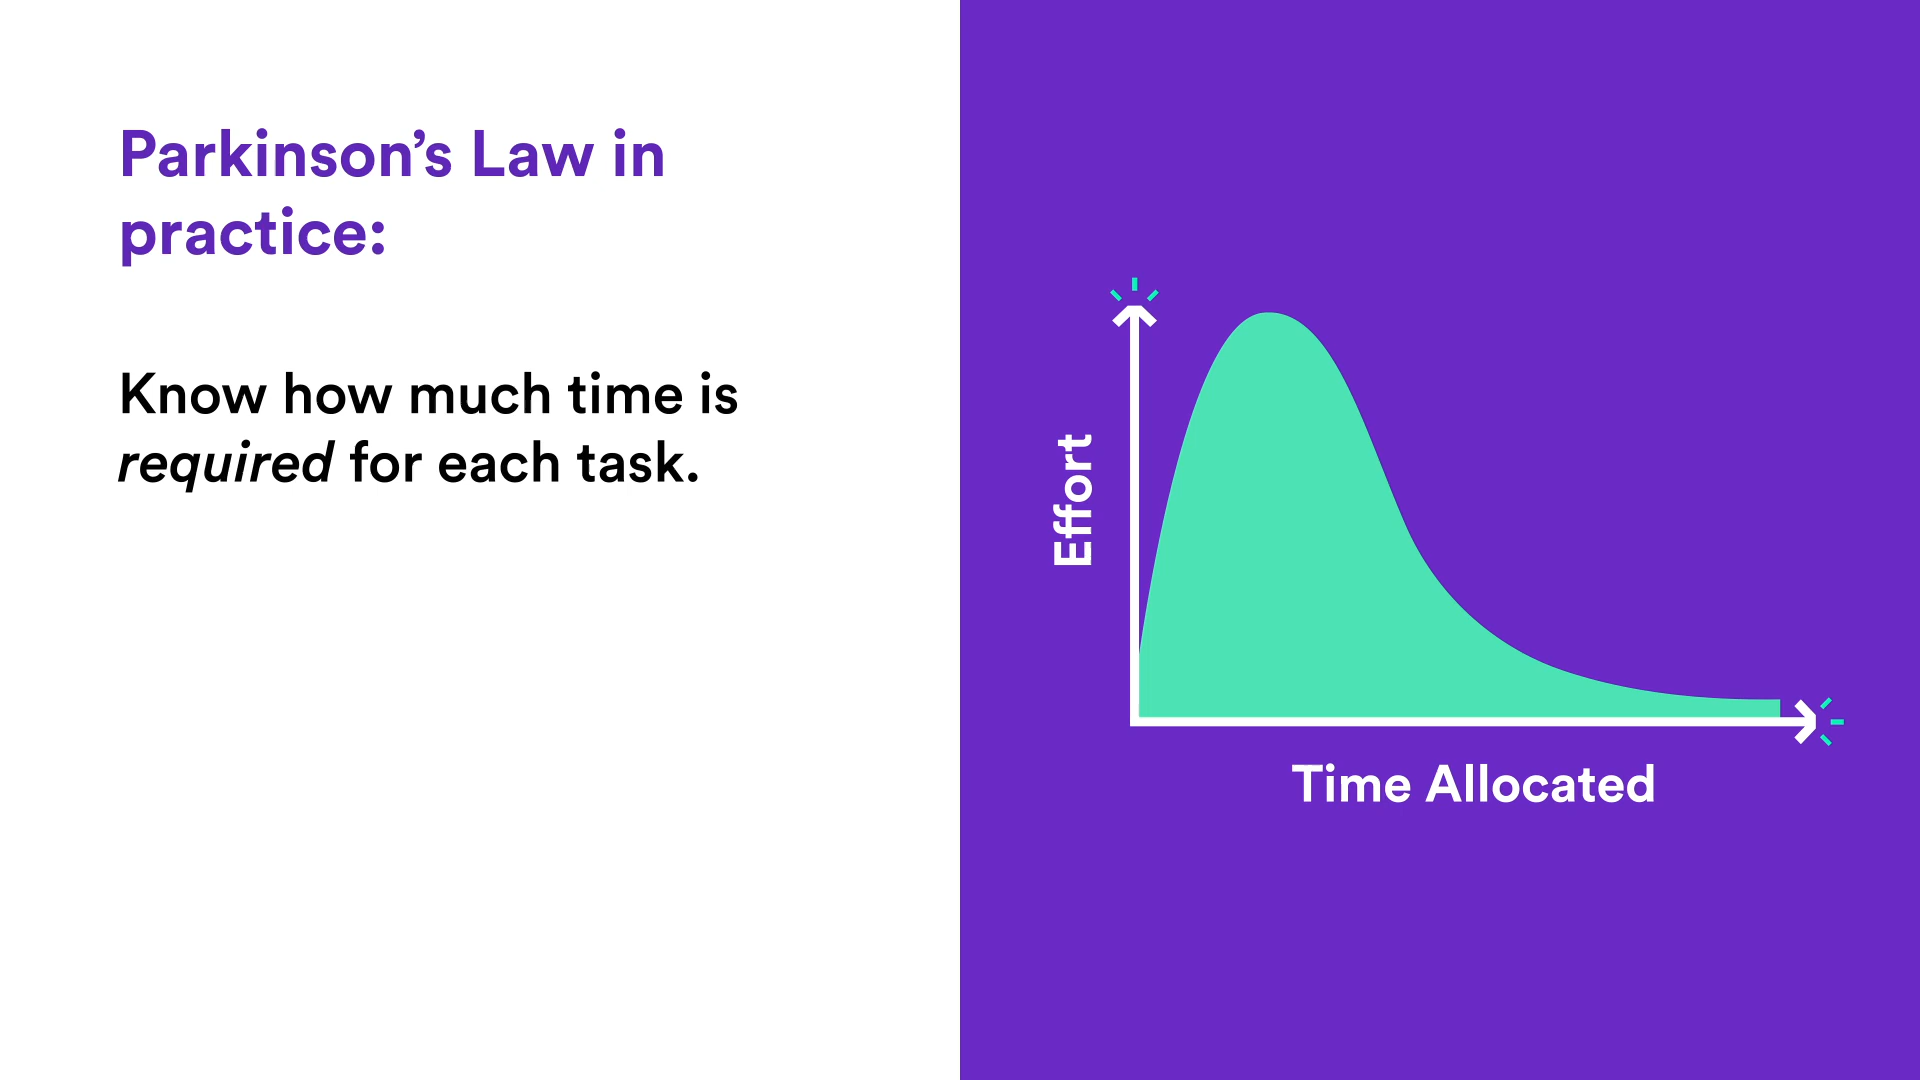 Parkinson’s Law in
practice:
Know how much time is
required for each task.
Effort
Time Allocated